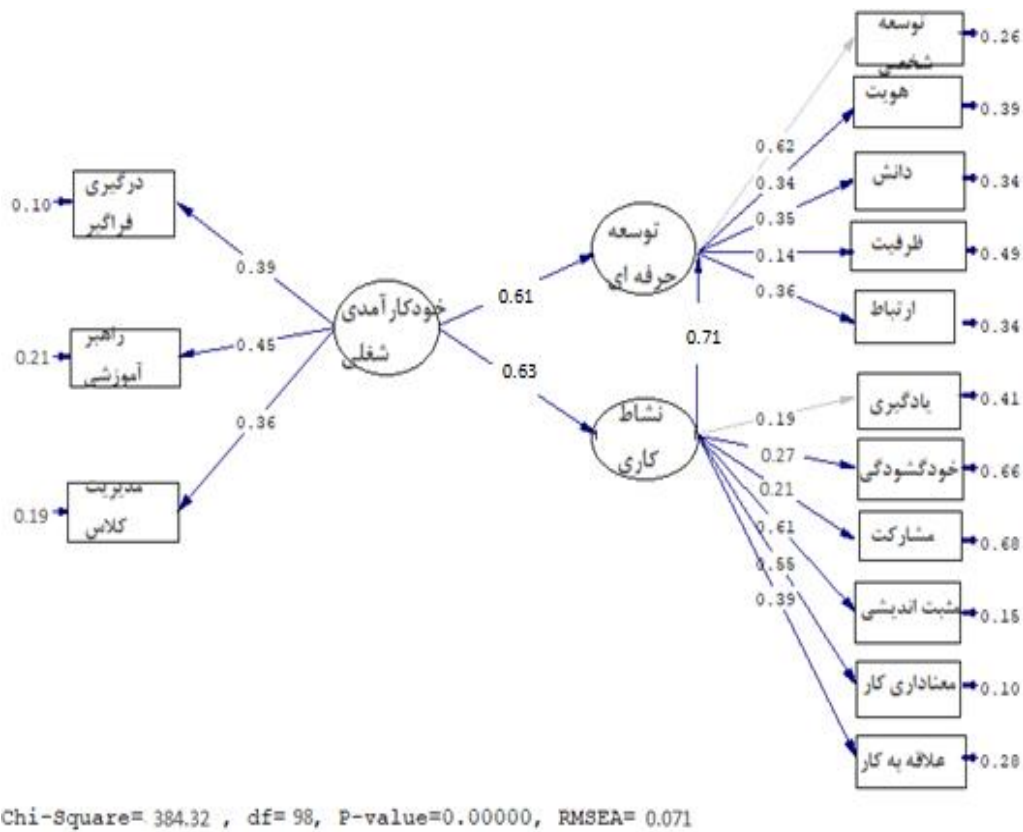 توسعه
شخصی
0.26
هویت
0.39
دانش
0.34
ظرفیت
0.49
ارتباط
0.34
0.62
0.34
0.35
0.14
0.36
درگیری
فراگیر
0.10
راهبر
آموزشی
0.21
مدیریت
کلاس
0.19
0.39
0.45
0.36
خودکارآمدی
شغلی
0.61
0.63
0.71
توسعه
حرفه ای
نشاط
کاری
0.19
0.27
0.21
0.61
0.55
0.39
یادگیری
0.41
خودگشودگی
0.66
مشارکت
0.68
مثبت اندیشی
0.15
معناداری کار
0.10
علاقه به کار
0.28
Chi-Square= 384.32 , df= 98, P-value=0.00000, RMSEA= 0.071